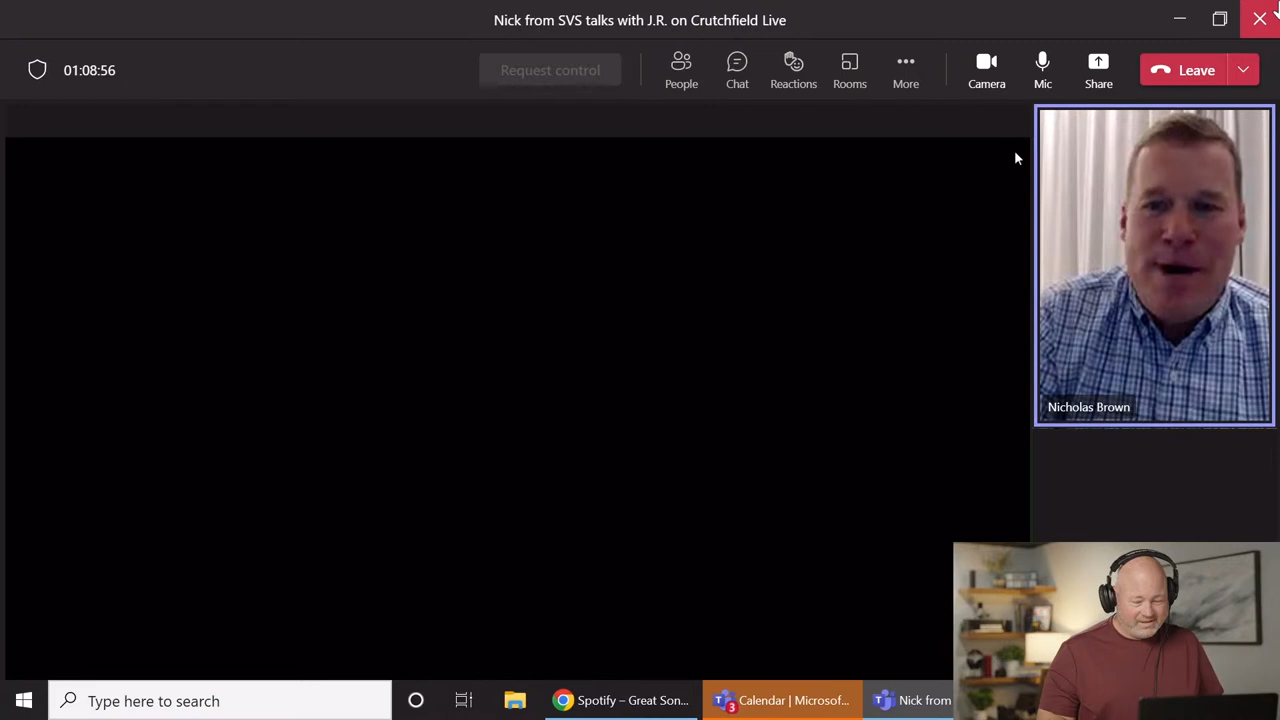 Nick from SVS talks with J.R. on Crutchfield Live
01:08:56
Request control
People
Chat
Reactions
Rooms
More
Camera
Mic
Share
Leave
Nicholas Brown
Type here to search
Spotify – Great Son...
3
Calendar | Microsof...
Nick from